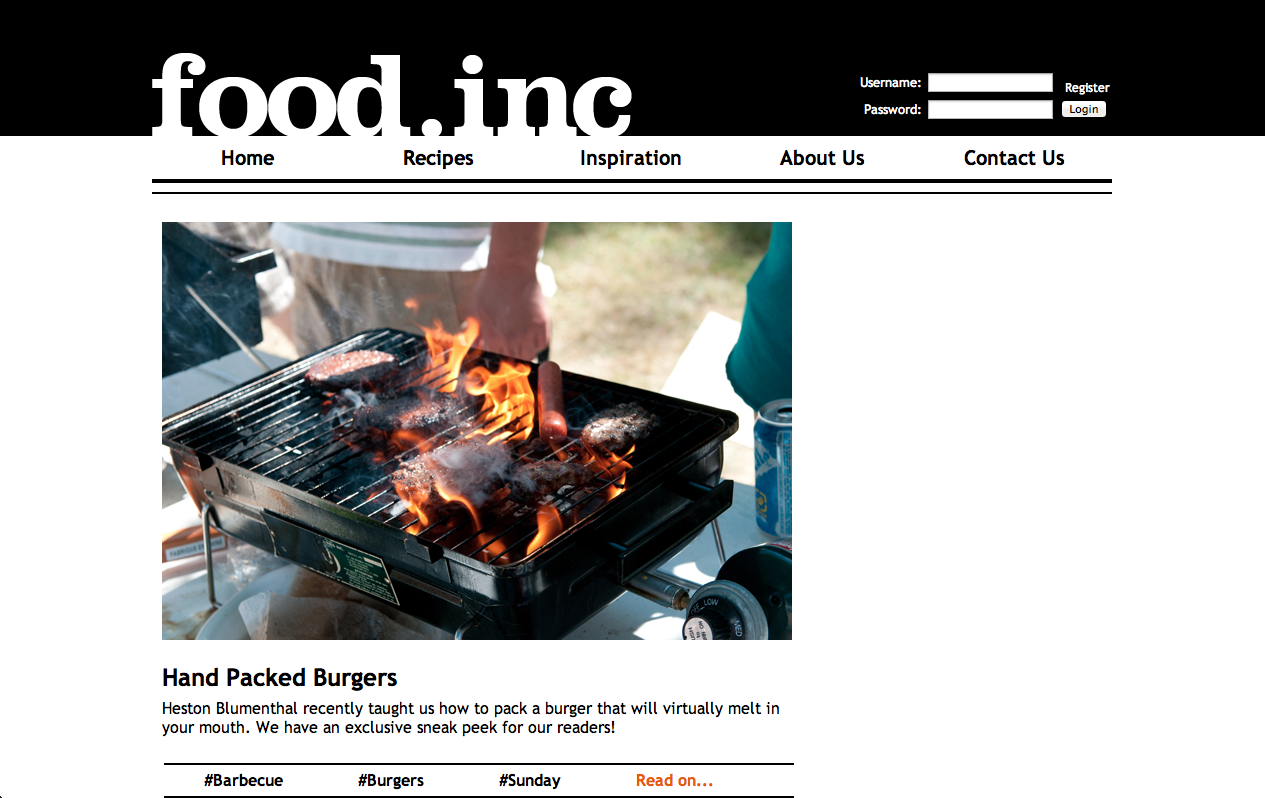 food.inc
Username:
Register
Password:
Login
Home Recipes Inspiration About Us Contact Us
LOW
MED
Hand Packed Burgers
Heston Blumenthal recently taught us how to pack a burger that will virtually melt in
your mouth. We have an exclusive sneak peek for our readers!
#Barbecue #Burgers #Sunday Read on...